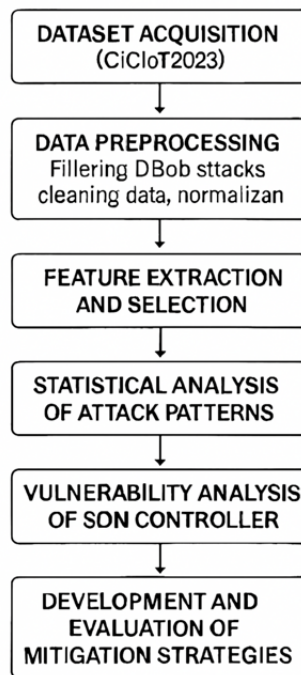 DATASET ACQUISITION
(CiCIoT2023)
DATA PREPROCESSING
Fillering DBob sttacks
cleaning data, normalizan
FEATURE EXTRACTION
AND SELECTION
STATISTICAL ANALYSIS
OF ATTACK PATTERNS
VULNERABILITY ANALYSIS
OF SDN CONTROLLER
DEVELOPMENT AND
EVALUATION OF
MITIGATION STRATEGIES